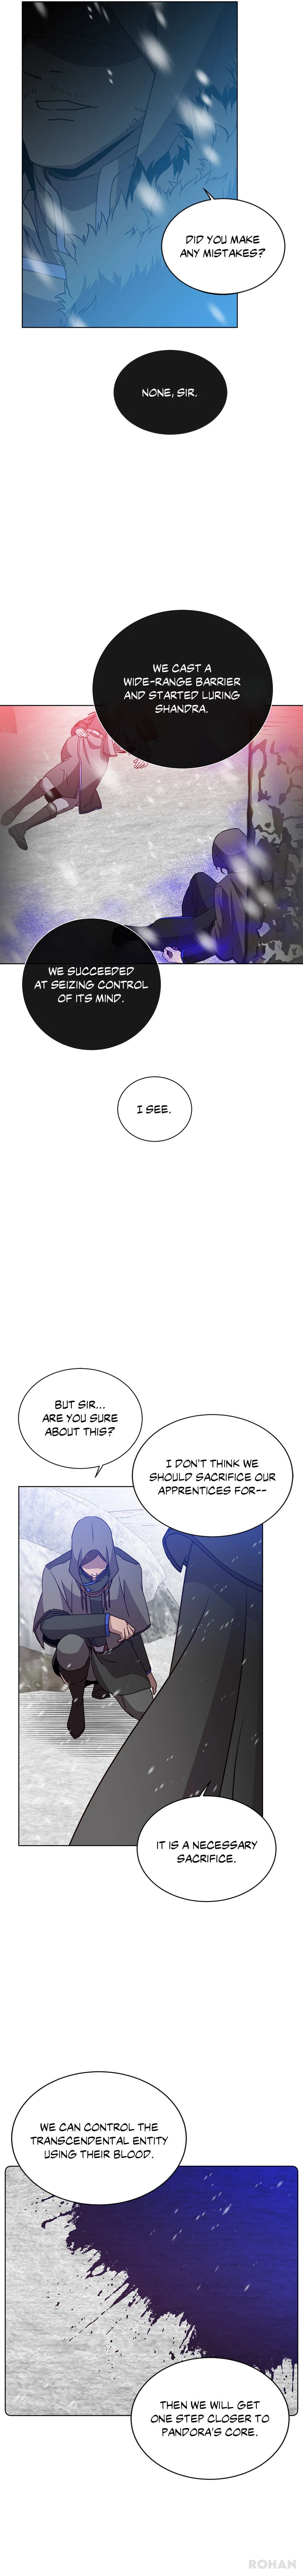 DID YOU MAKE
ANY MISTAKES?
NONE, SIR.
WE CAST A
WIDE-RANGE BARRIER
AND STARTED LURING
SHANDRA.
WE SUCCEEDED
AT SEIZING CONTROL
OF ITS MIND.
I SEE.
BUT SIR...
ARE YOU SURE
ABOUT THIS?
I DON'T THINK WE
SHOULD SACRIFICE OUR
APPRENTICES FOR--
IT IS A NECESSARY
SACRIFICE.
WE CAN CONTROL THE
TRANSCENDENTAL ENTITY
USING THEIR BLOOD.
THEN WE WILL GET
ONE STEP CLOSER TO
PANDORA'S CORE.
ROHAN